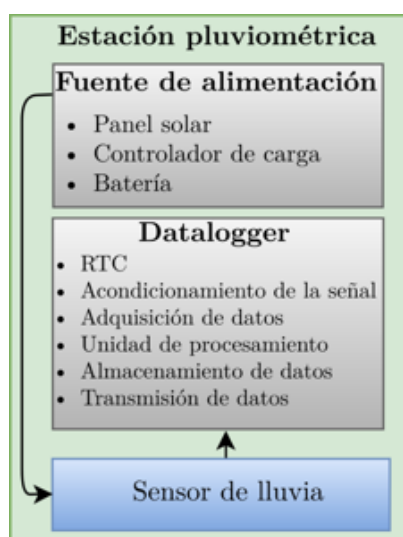 Estación pluviométrica
Fuente de alimentación
• Panel solar
• Controlador de carga
• Batería
Datalogger
• RTC
• Acondicionamiento de la señal
• Adquisición de datos
• Unidad de procesamiento
• Almacenamiento de datos
• Transmisión de datos
Sensor de lluvia